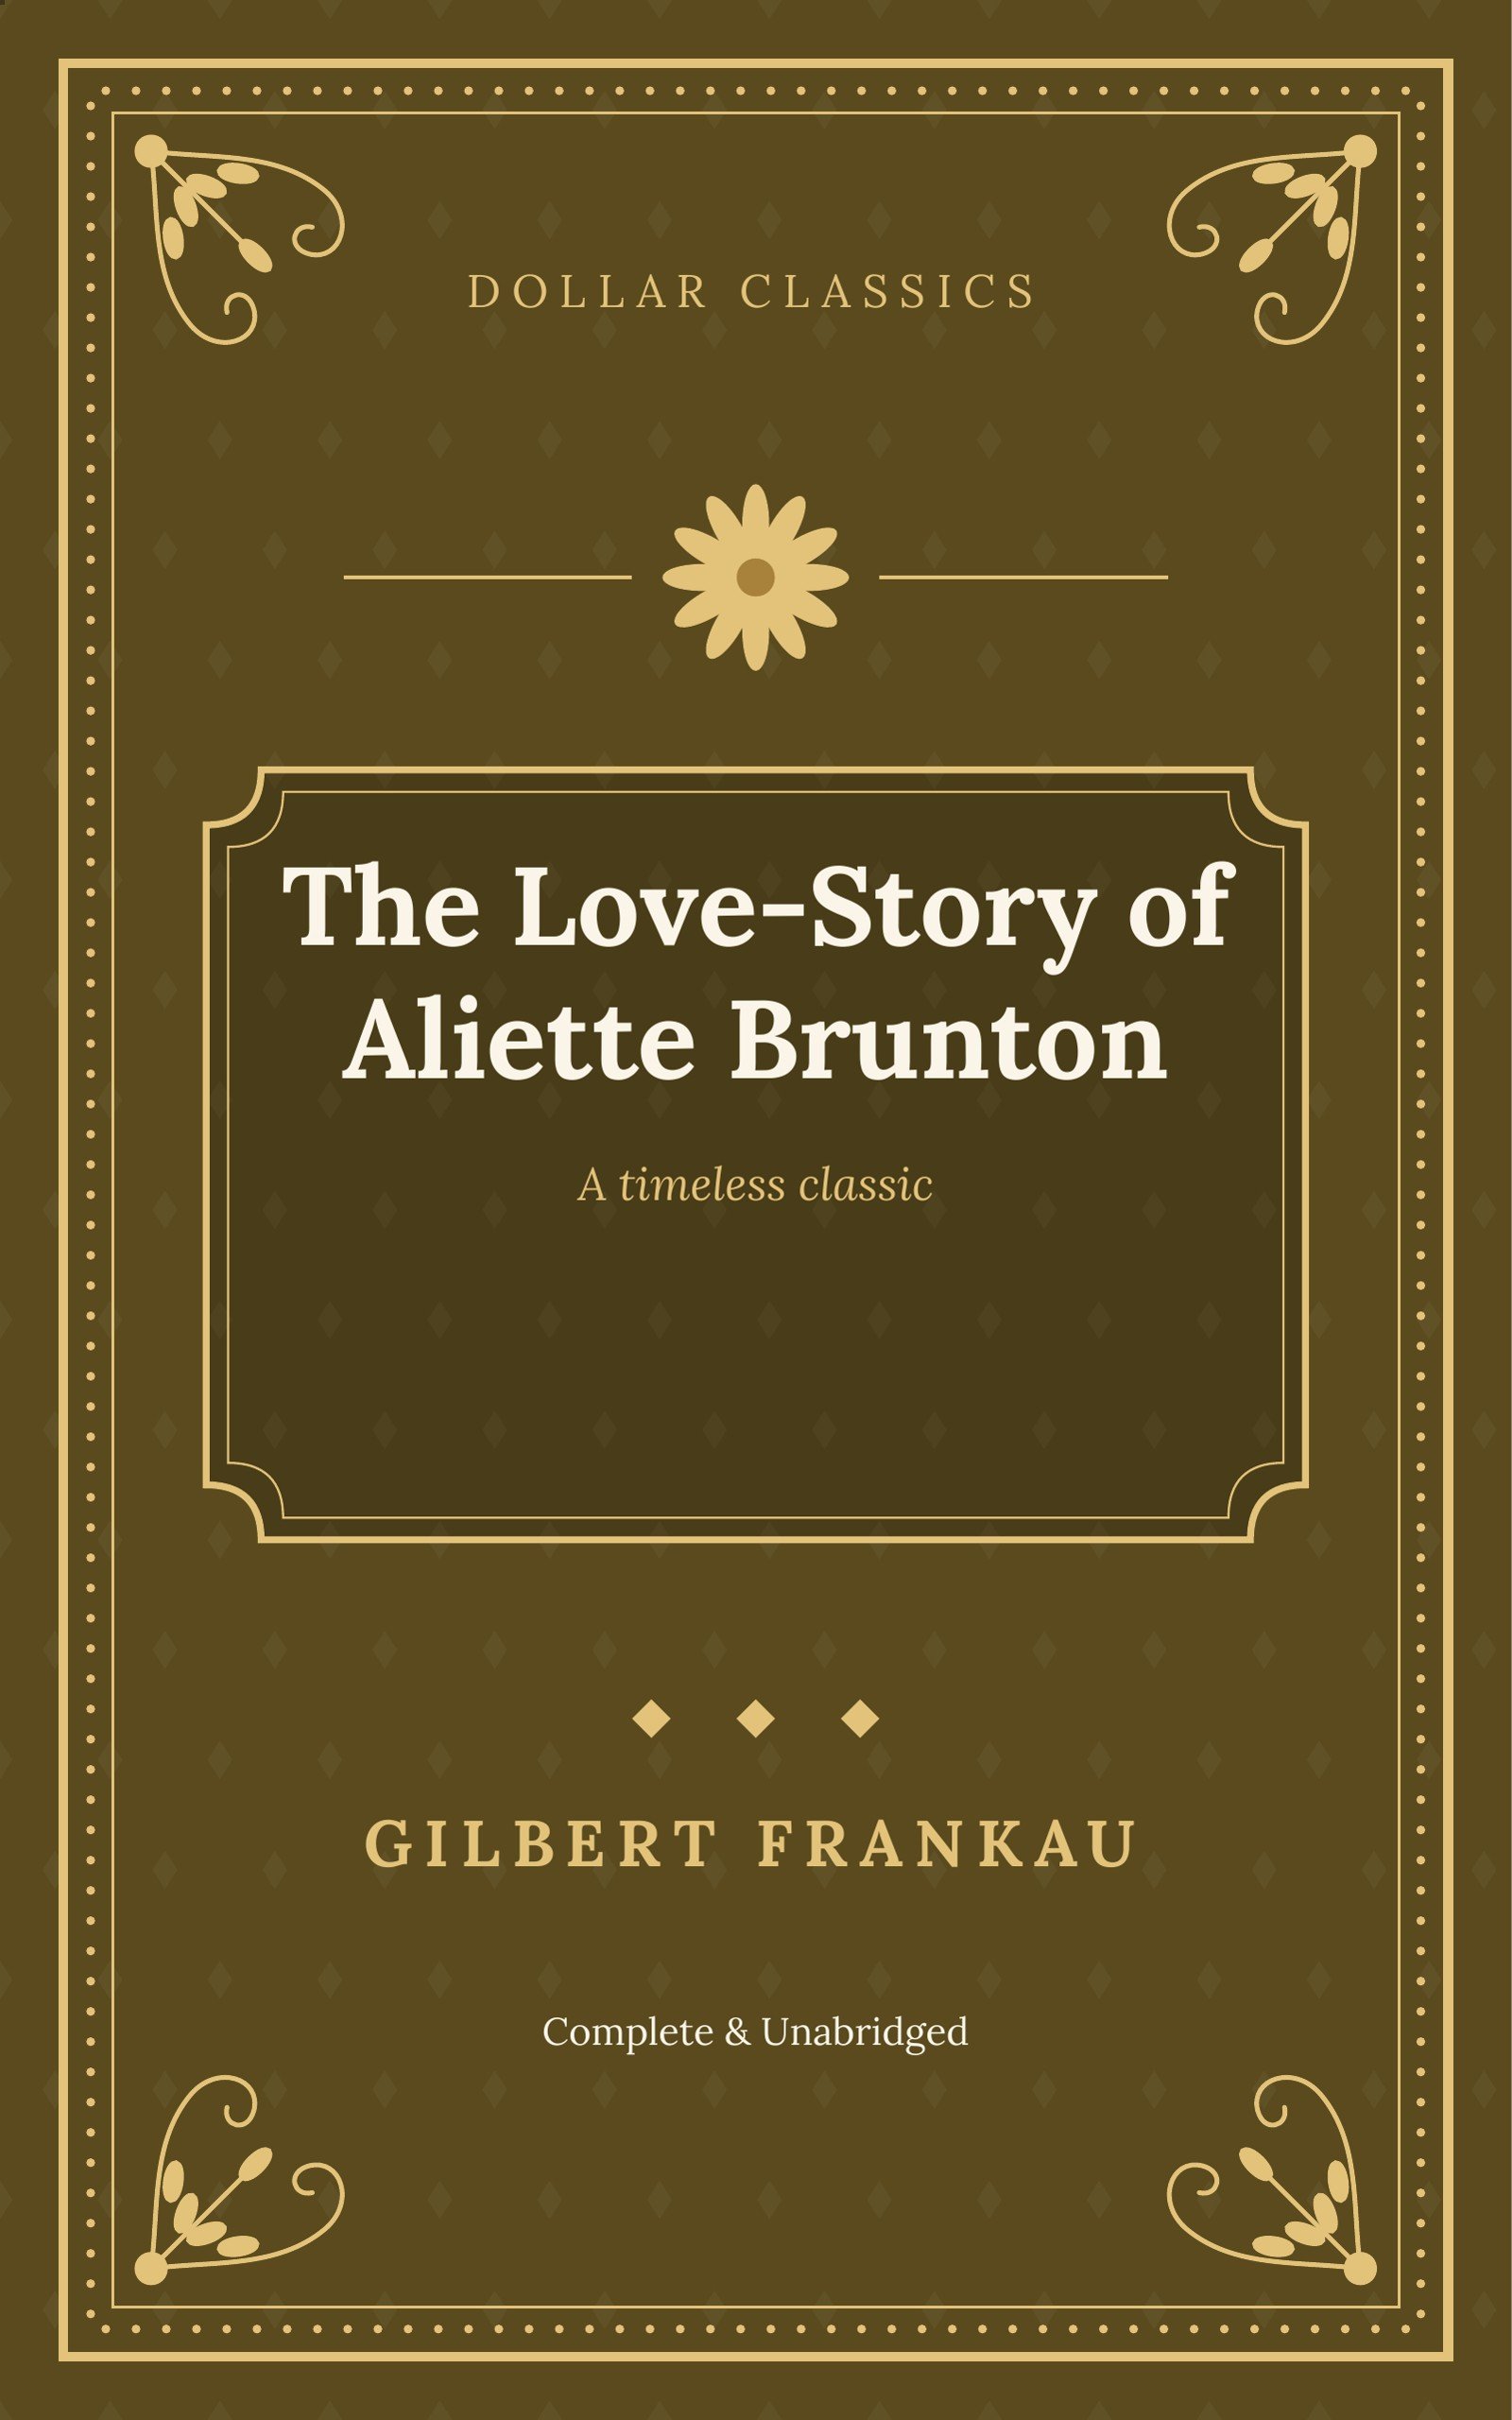 DOLLAR CLASSICS
The Love-Story of
Aliette Brunton
A timeless classic
GILBERT FRANKAU
Complete & Unabridged